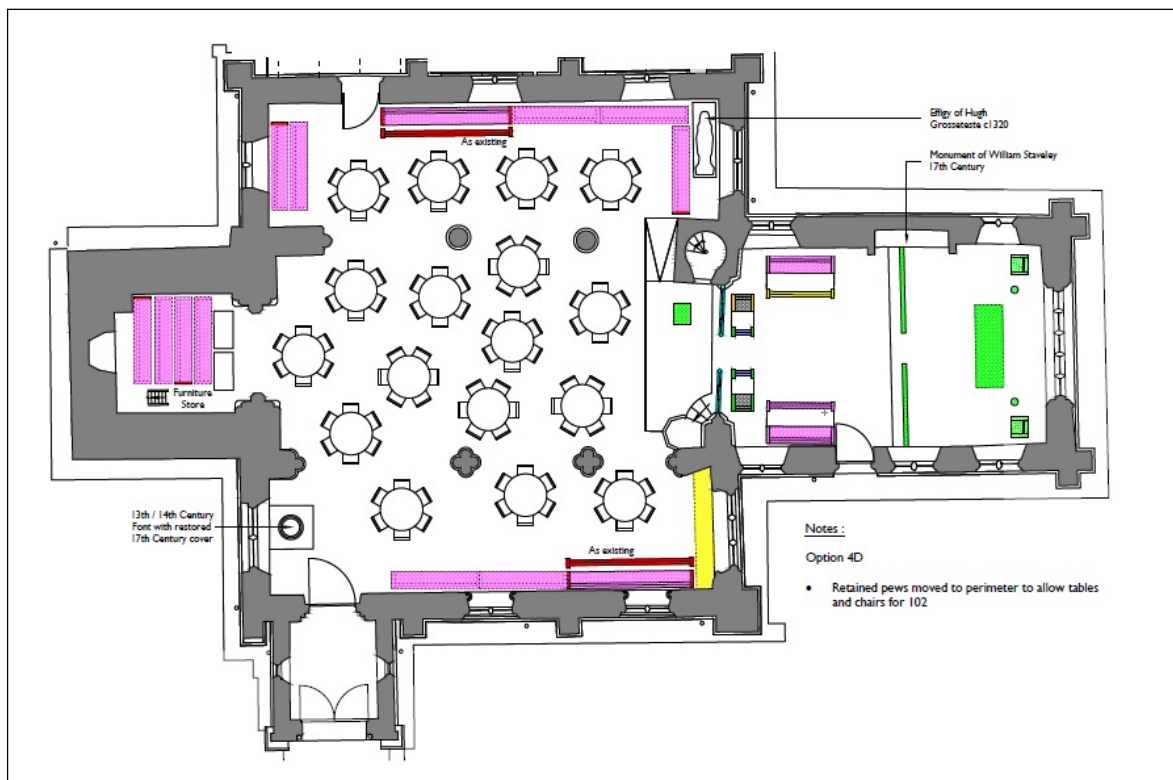 Effigy of Hugh
Grosseteste c1320
Monument of William Staveley
17th Century
As existing
Furniture
Store
13th / 14th Century
Font with restored
17th Century cover
As existing
Notes :
Option 4D
• Retained pews moved to perimeter to allow tables
and chairs for 102